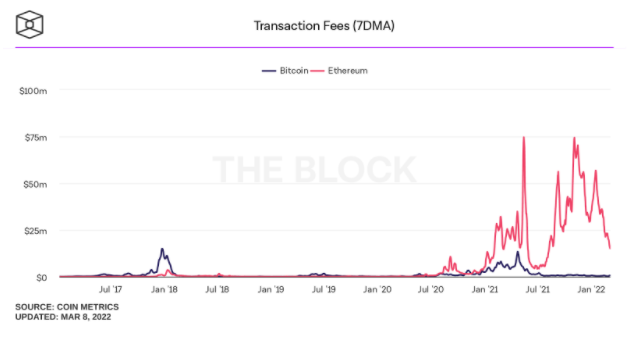 Transaction Fees (7DMA)
Bitcoin Ethereum
$100m
$75m
$50m
$25m
$0
THE BLOCK
Jul '17 Jan '18 Jul '18 Jan '19 Jul '19 Jan '20 Jul '20 Jan '21 Jul '21 Jan '22
SOURCE: COIN METRICS
UPDATED: MAR 8, 2022